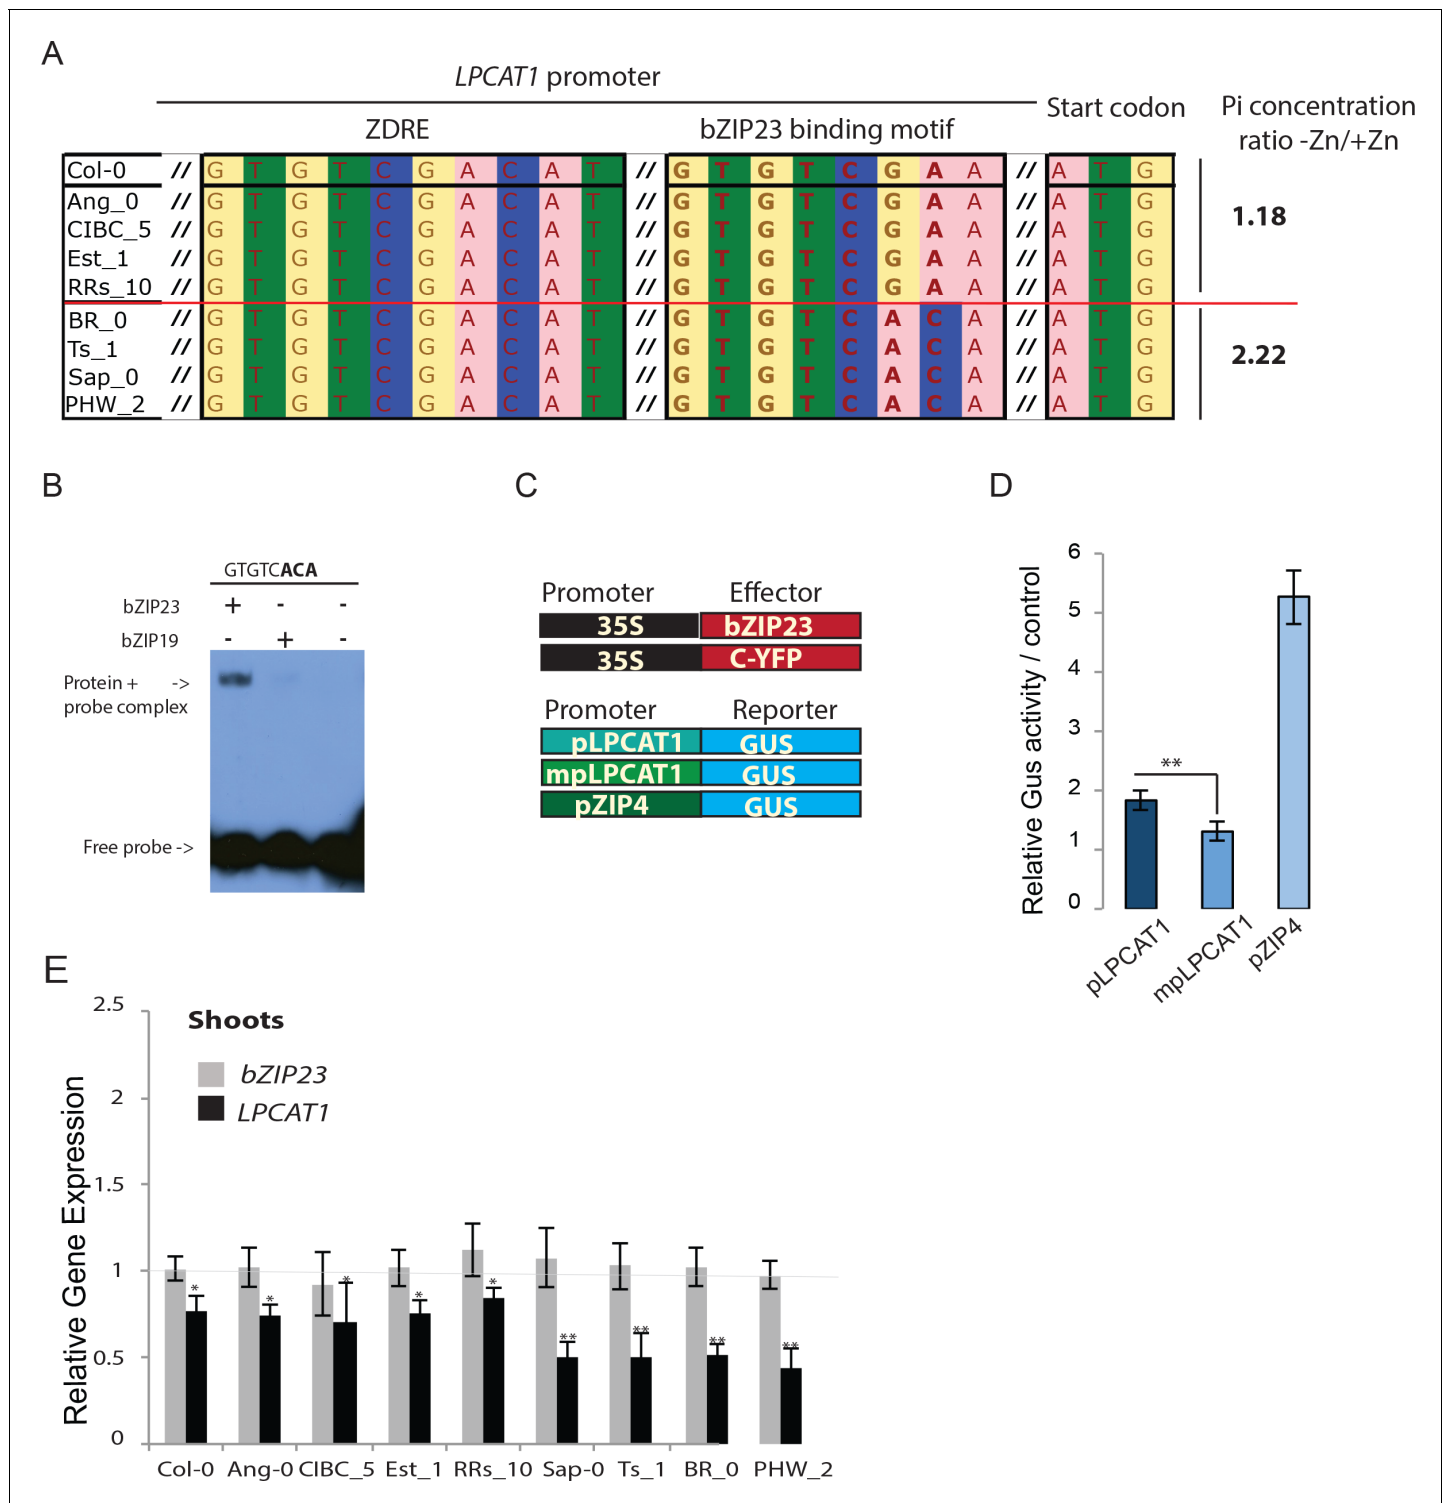 A
LPCAT1 promoter
ZDRE
bZIP23 binding motif
Start codon
Pi concentration
ratio -Zn/+Zn
Col-0 // G T G T C G A C A T // G T G T C G A A // A T G
Ang_0 // G T G T C G A C A T // G T G T C G A A // A T G
CIBC_5 // G T G T C G A C A T // G T G T C G A A // A T G
Est_1 // G T G T C G A C A T // G T G T C G A A // A T G
RRs_10 // G T G T C G A C A T // G T G T C G A A // A T G
1.18
BR_0 // G T G T C G A C A T // G T G T C A C A // A T G
Ts_1 // G T G T C G A C A T // G T G T C A C A // A T G
Sap_0 // G T G T C G A C A T // G T G T C A C A // A T G
PHW_2 // G T G T C G A C A T // G T G T C A C A // A T G
2.22
B
GTGTCACA
bZIP23 + - -
bZIP19 - + -
Protein + ->
probe complex
Free probe ->
C
Promoter Effector
35S bZIP23
35S C-YFP
Promoter Reporter
pLPCAT1 GUS
mpLPCAT1 GUS
pZIP4 GUS
D
Relative Gus activity / control
6
5
4
3
2
1
0
**
pLPCAT1
mpLPCAT1
pZIP4
E
Relative Gene Expression
2.5
2
1.5
1
0.5
0
Shoots
bZIP23
LPCAT1
* * * * * ** ** ** **
Col-0 Ang-0 CIBC_5 Est_1 RRs_10 Sap-0 Ts_1 BR_0 PHW_2